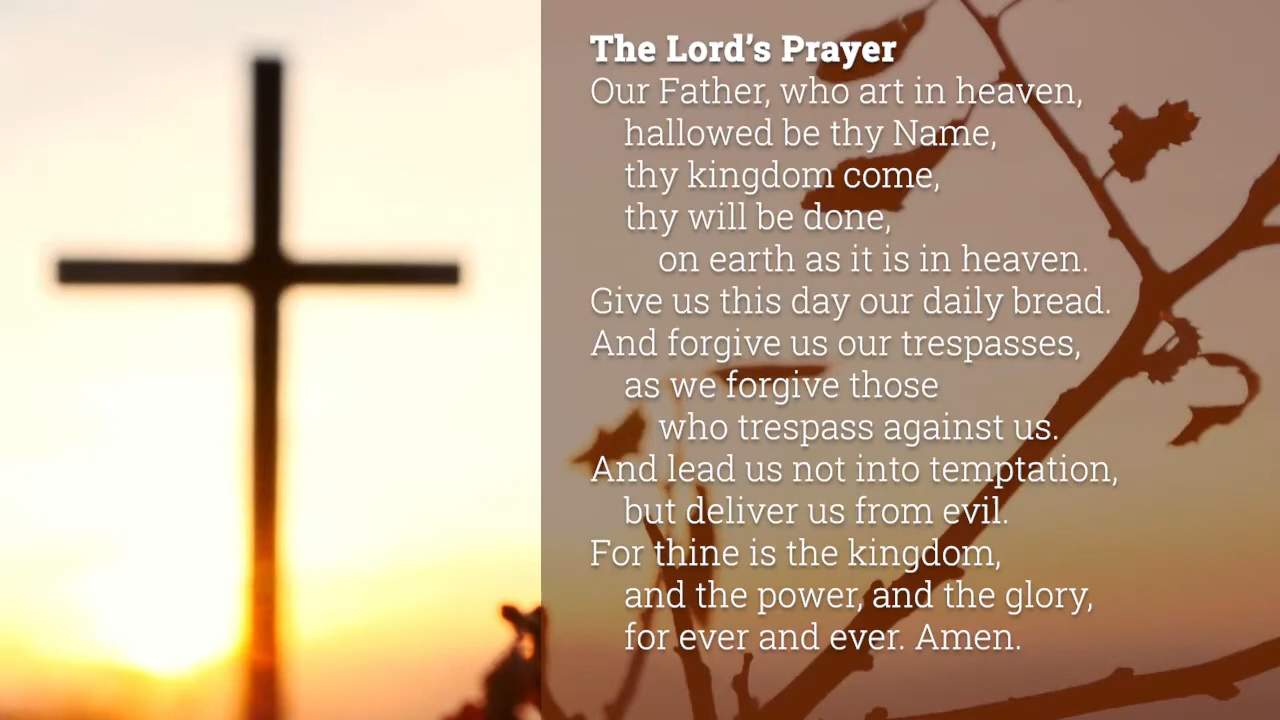 The Lord’s Prayer
Our Father, who art in heaven,
hallowed be thy Name,
thy kingdom come,
thy will be done,
on earth as it is in heaven.
Give us this day our daily bread.
And forgive us our trespasses,
as we forgive those
who trespass against us.
And lead us not into temptation,
but deliver us from evil.
For thine is the kingdom,
and the power, and the glory,
for ever and ever. Amen.